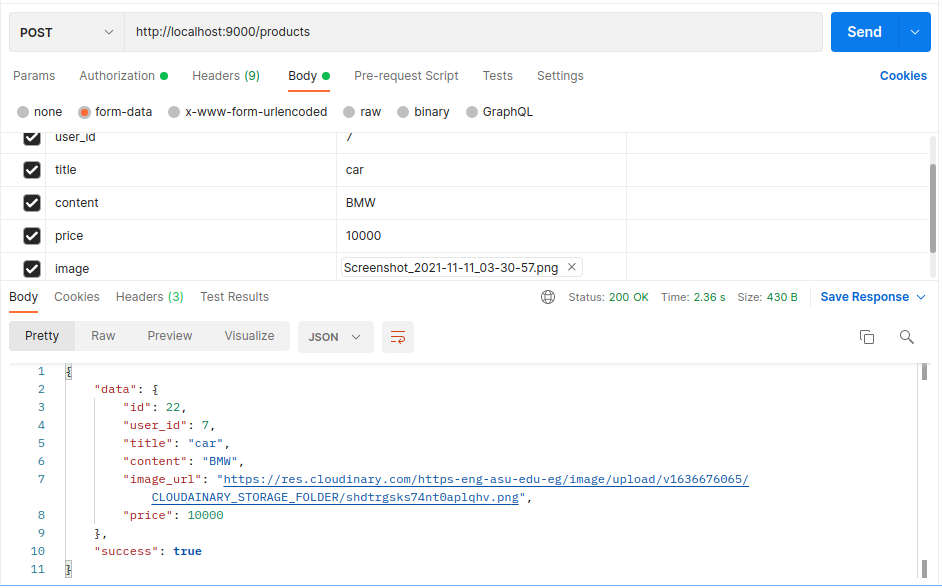 POST http://localhost:9000/products Send
Params Authorization Headers (9) Body Pre-request Script Tests Settings Cookies
none form-data x-www-form-urlencoded raw binary GraphQL
user_id 7
title car
content BMW
price 10000
image Screenshot_2021-11-11_03-30-57.png ×
Body Cookies Headers (3) Test Results Status: 200 OK Time: 2.36 s Size: 430 B Save Response
Pretty Raw Preview Visualize JSON
1 {
2 "data": {
3 "id": 22,
4 "user_id": 7,
5 "title": "car",
6 "content": "BMW",
7 "image_url": "https://res.cloudinary.com/https-eng-asu-edu-eg/image/upload/v1636676065/
CLOUDAINARY_STORAGE_FOLDER/shdtrgsks74nt0aplqhv.png",
8 "price": 10000
9 },
10 "success": true
11 }